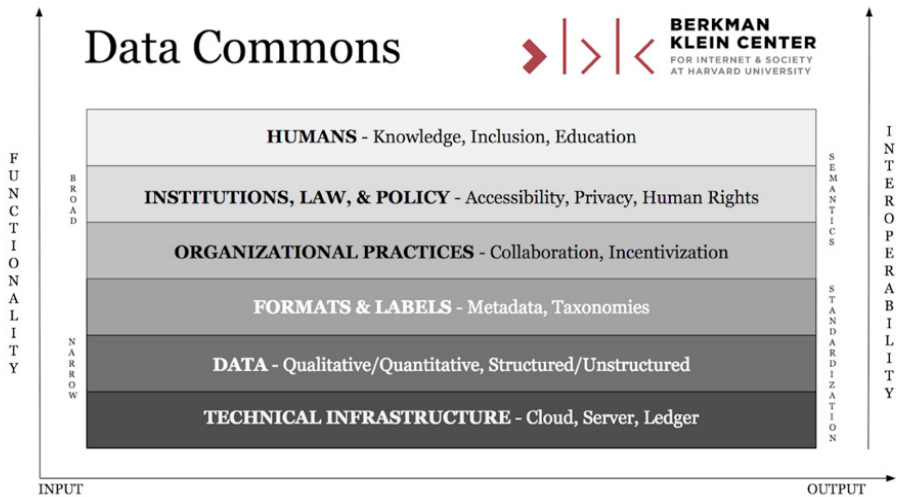 Data Commons
BERKMAN
KLEIN CENTER
FOR INTERNET & SOCIETY
AT HARVARD UNIVERSITY
FUNCTIONALITY
BROAD
NARROW
HUMANS - Knowledge, Inclusion, Education
INSTITUTIONS, LAW, & POLICY - Accessibility, Privacy, Human Rights
ORGANIZATIONAL PRACTICES - Collaboration, Incentivization
FORMATS & LABELS - Metadata, Taxonomies
DATA - Qualitative/Quantitative, Structured/Unstructured
TECHNICAL INFRASTRUCTURE - Cloud, Server, Ledger
SEMANTICS
STANDARDIZATION
INTEROPERABILITY
INPUT
OUTPUT